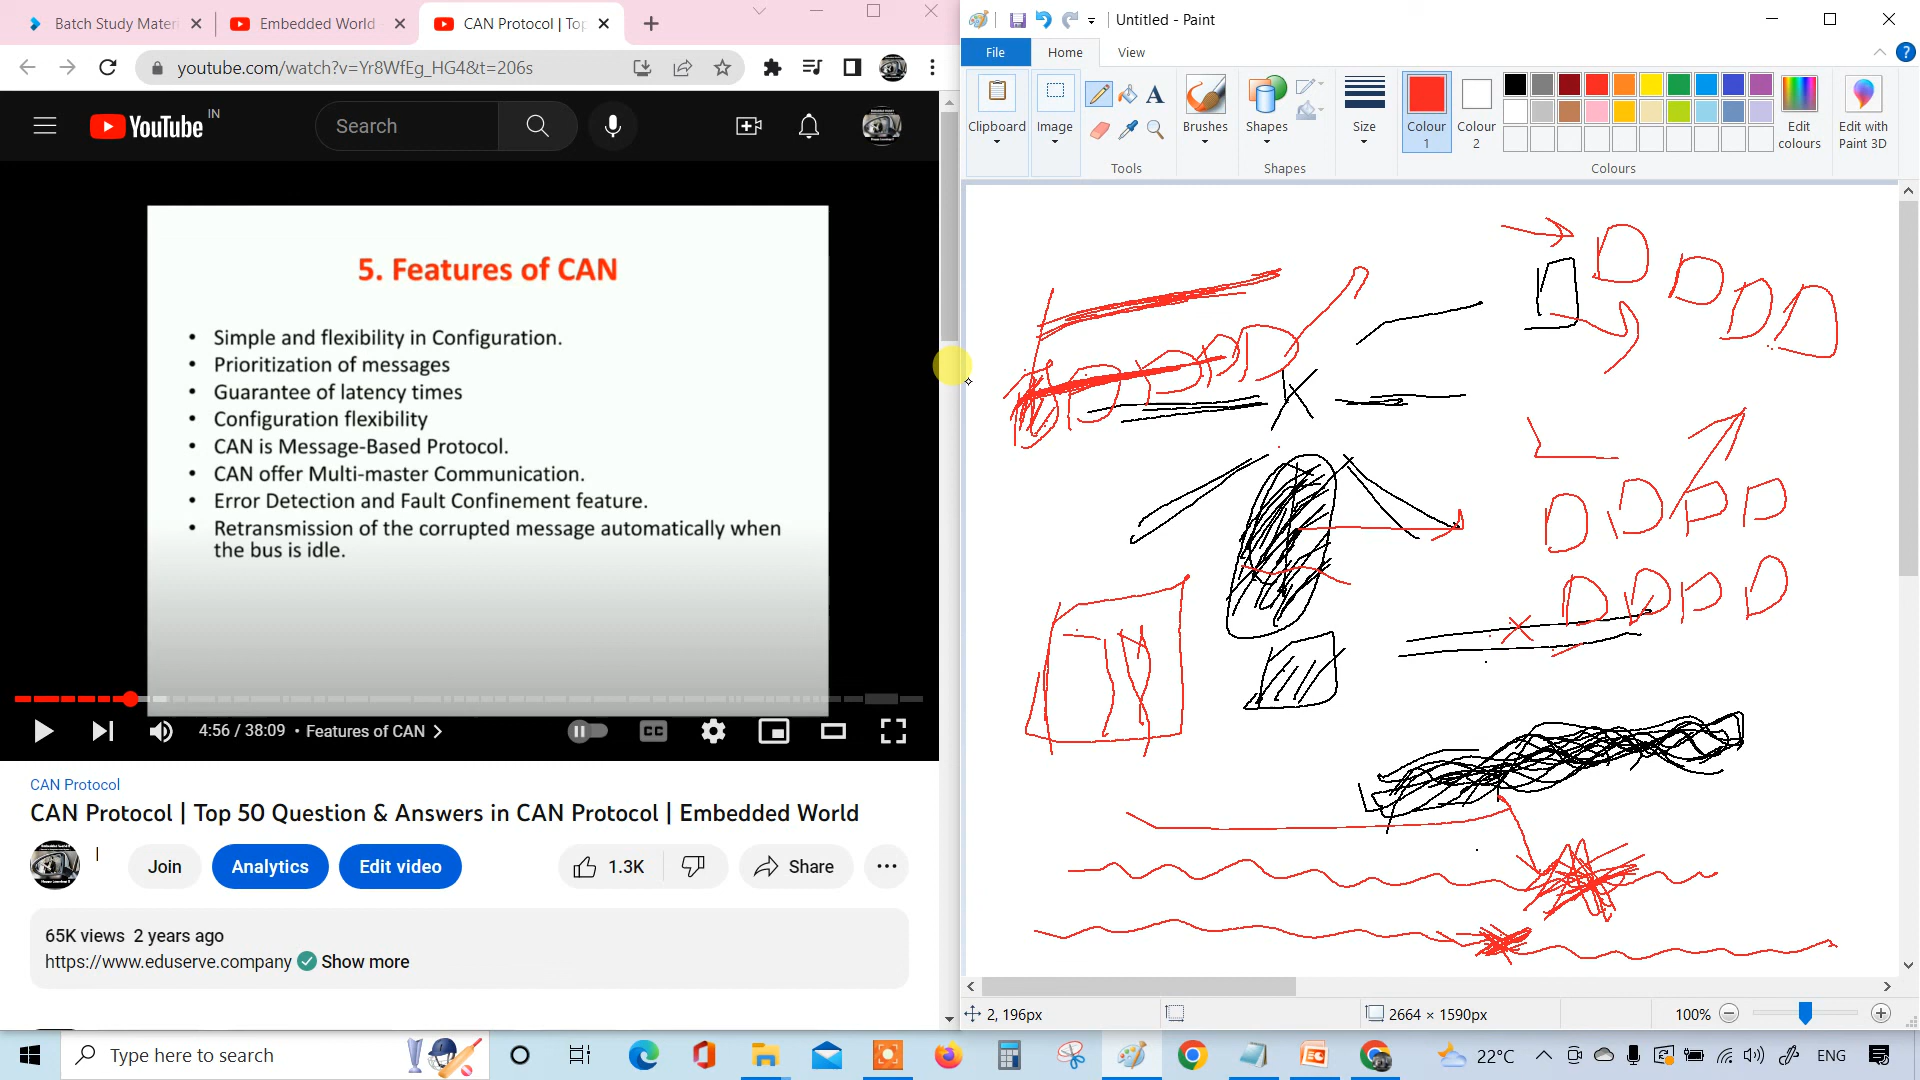 Batch Study Materi
Embedded World
CAN Protocol | Top
Untitled - Paint
youtube.com/watch?v=Yr8WfEg_HG4&t=206s
File
Home
View
Clipboard
Image
Tools
Brushes
Shapes
Shapes
Size
Colour
1
Colour
2
Edit
colours
Edit with
Paint 3D
Colours
YouTube IN
Search
5. Features of CAN
• Simple and flexibility in Configuration.
• Prioritization of messages
• Guarantee of latency times
• Configuration flexibility
• CAN is Message-Based Protocol.
• CAN offer Multi-master Communication.
• Error Detection and Fault Confinement feature.
• Retransmission of the corrupted message automatically when
the bus is idle.
4:56 / 38:09 • Features of CAN
CC
CAN Protocol
CAN Protocol | Top 50 Question & Answers in CAN Protocol | Embedded World
Join
Analytics
Edit video
1.3K
Share
65K views 2 years ago
https://www.eduserve.company Show more
D D D D
D D D D
D D D D
2, 196px
2664 × 1590px
100%
Type here to search
22°C
ENG